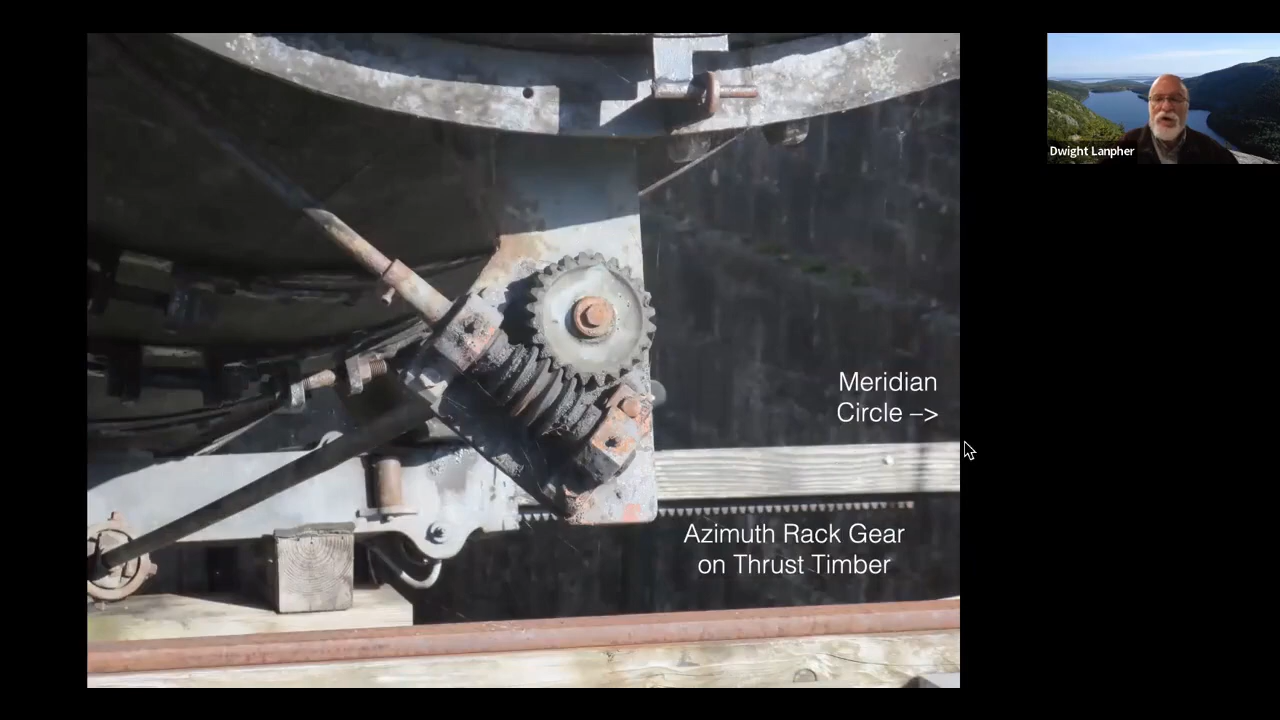 Dwight Lanpher
Meridian
Circle –>
Azimuth Rack Gear
on Thrust Timber